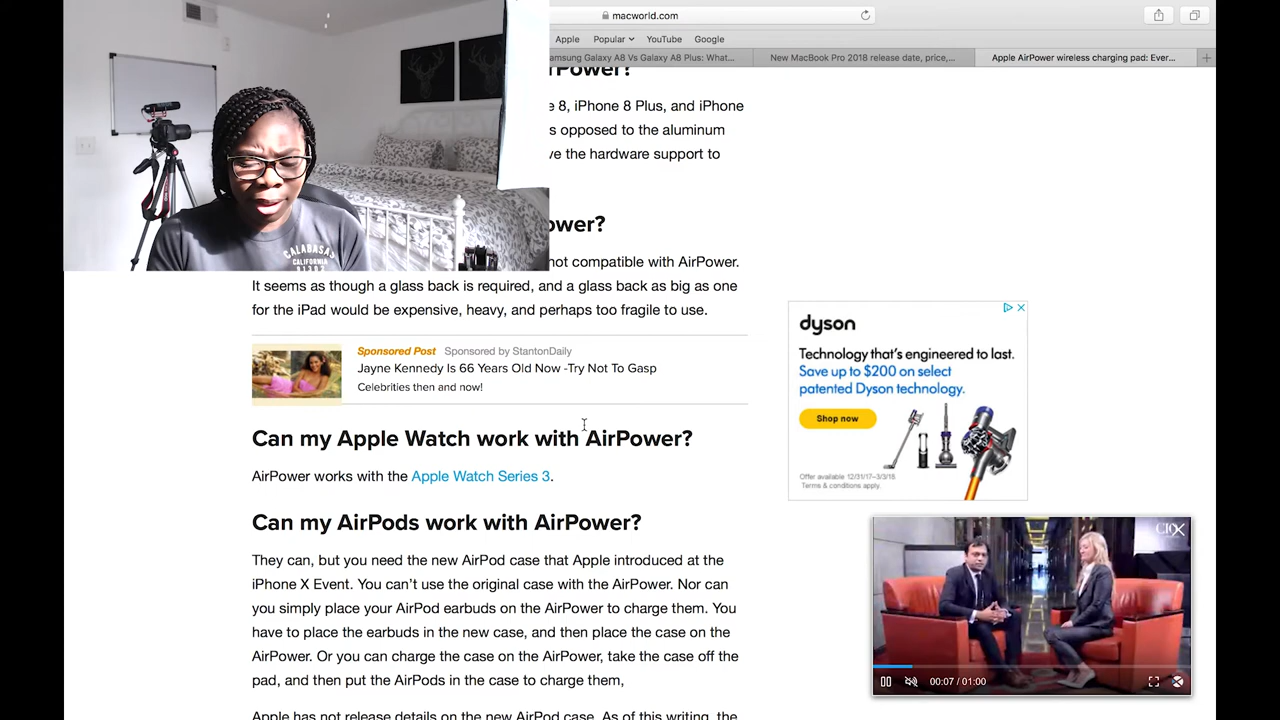 macworld.com
Apple Popular YouTube Google
amsung Galaxy A8 Vs Galaxy A8 Plus: What...
New MacBook Pro 2018 release date, price,...
Apple AirPower wireless charging pad: Ever...
rPower?
e 8, iPhone 8 Plus, and iPhone
s opposed to the aluminum
ve the hardware support to
ower?
not compatible with AirPower.
It seems as though a glass back is required, and a glass back as big as one
for the iPad would be expensive, heavy, and perhaps too fragile to use.
Sponsored Post Sponsored by StantonDaily
Jayne Kennedy Is 66 Years Old Now -Try Not To Gasp
Celebrities then and now!
Can my Apple Watch work with AirPower?
AirPower works with the Apple Watch Series 3.
Can my AirPods work with AirPower?
They can, but you need the new AirPod case that Apple introduced at the
iPhone X Event. You can't use the original case with the AirPower. Nor can
you simply place your AirPod earbuds on the AirPower to charge them. You
have to place the earbuds in the new case, and then place the case on the
AirPower. Or you can charge the case on the AirPower, take the case off the
pad, and then put the AirPods in the case to charge them,
Apple has not release details on the new AirPod case. As of this writing, the
CALABASAS
CALIFORNIA
dyson
Technology that's engineered to last.
Save up to $200 on select
patented Dyson technology.
Shop now
Offer available 12/31/17–3/3/18
Terms & conditions apply.
00:07 / 01:00